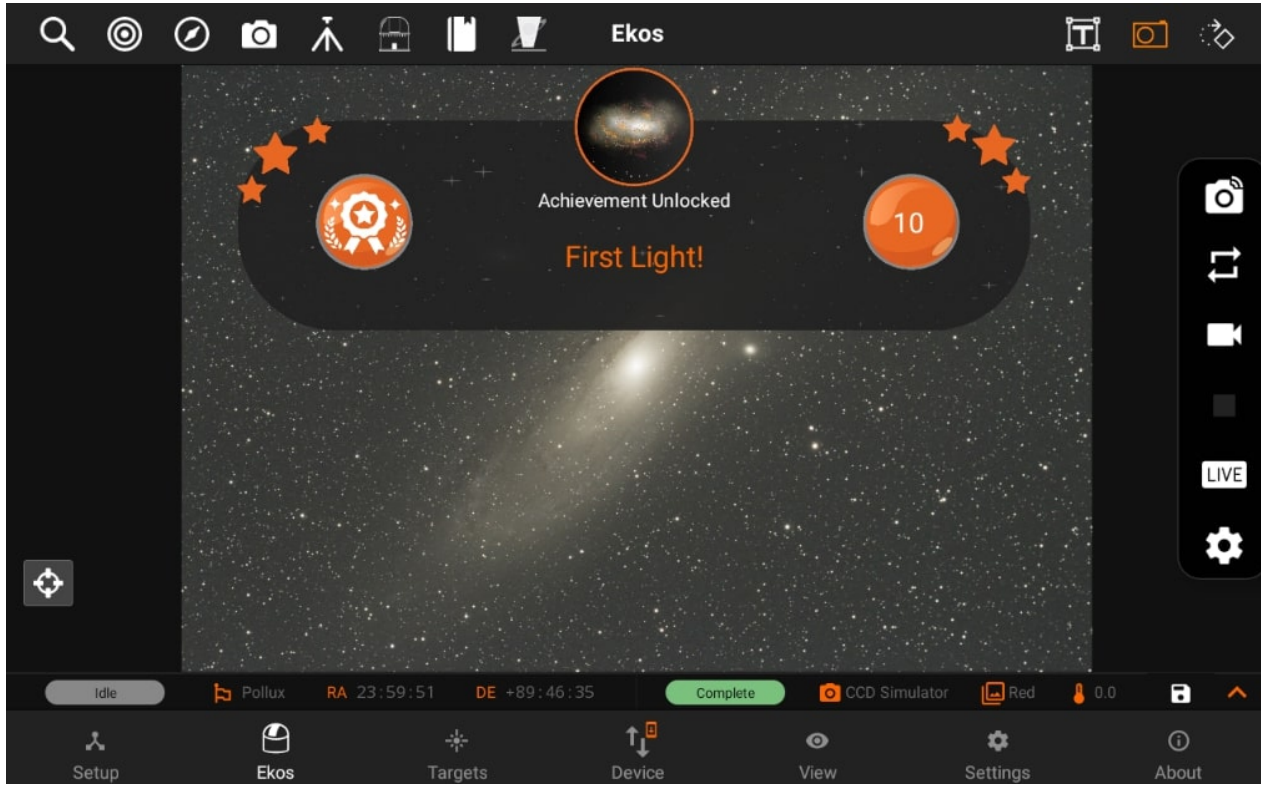 Ekos
T
Achievement Unlocked
10
First Light!
LIVE
Idle Pollux RA 23:59:51 DE +89:46:35 Complete CCD Simulator Red 0.0
Setup Ekos Targets Device View Settings About